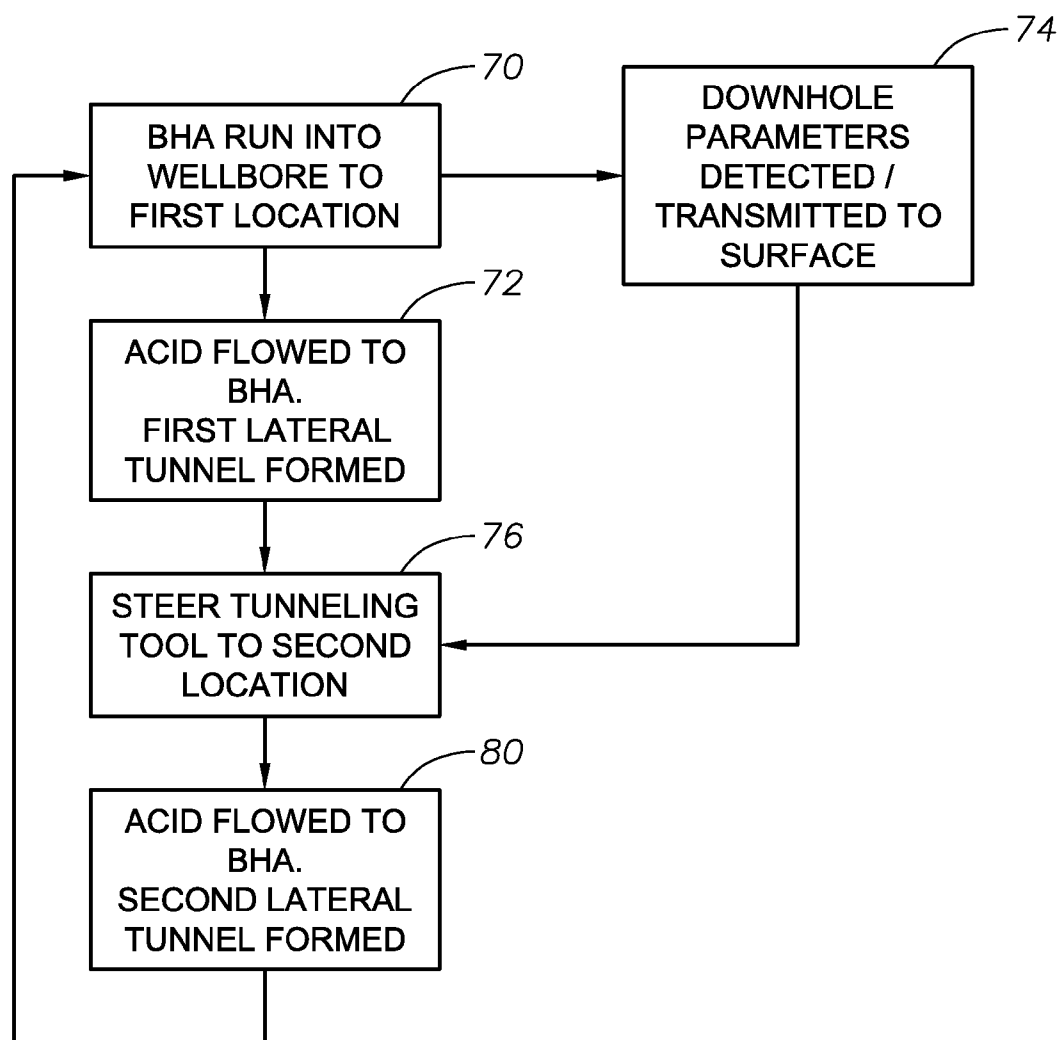 70
BHA RUN INTO
WELLBORE TO
FIRST LOCATION
74
DOWNHOLE
PARAMETERS
DETECTED /
TRANSMITTED TO
SURFACE
72
ACID FLOWED TO
BHA.
FIRST LATERAL
TUNNEL FORMED
76
STEER TUNNELING
TOOL TO SECOND
LOCATION
80
ACID FLOWED TO
BHA.
SECOND LATERAL
TUNNEL FORMED